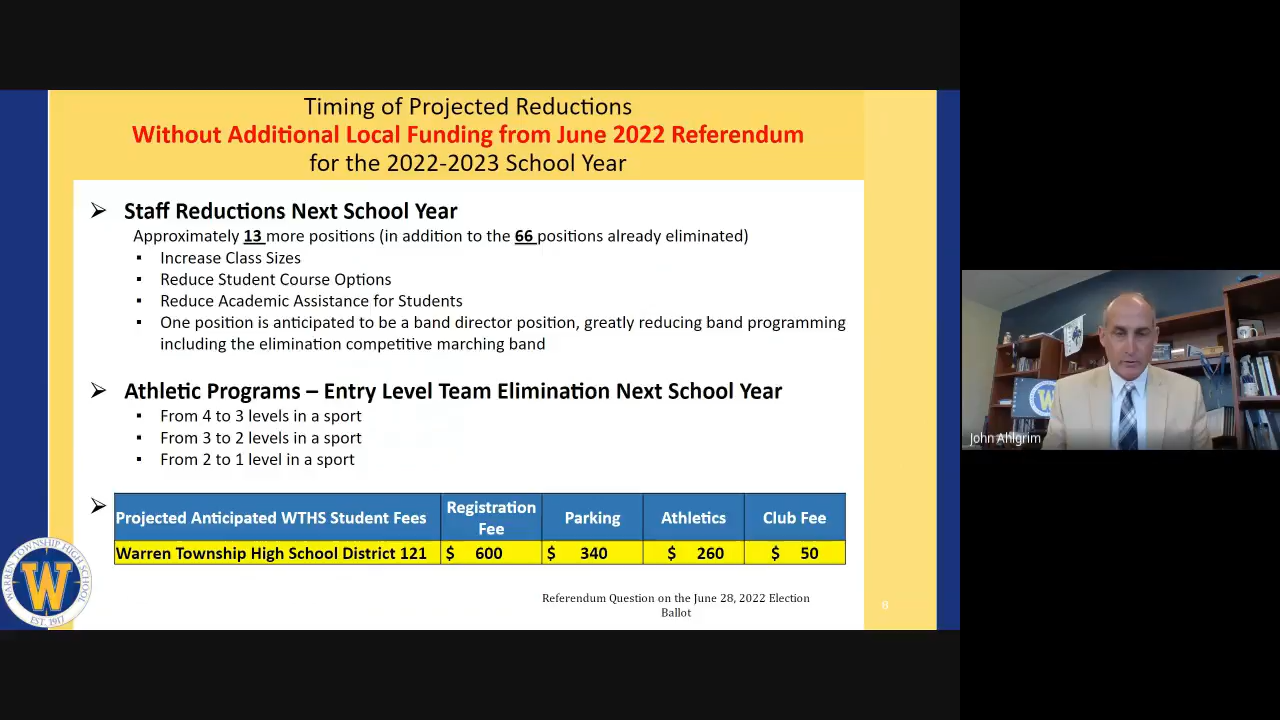 Timing of Projected Reductions
Without Additional Local Funding from June 2022 Referendum
for the 2022-2023 School Year
➢ Staff Reductions Next School Year
Approximately 13 more positions (in addition to the 66 positions already eliminated)
▪ Increase Class Sizes
▪ Reduce Student Course Options
▪ Reduce Academic Assistance for Students
▪ One position is anticipated to be a band director position, greatly reducing band programming
including the elimination competitive marching band
➢ Athletic Programs – Entry Level Team Elimination Next School Year
▪ From 4 to 3 levels in a sport
▪ From 3 to 2 levels in a sport
▪ From 2 to 1 level in a sport
➢ Projected Anticipated WTHS Student Fees Registration Fee Parking Athletics Club Fee
Warren Township High School District 121 $ 600 $ 340 $ 260 $ 50
Referendum Question on the June 28, 2022 Election
Ballot
8
WARREN TOWNSHIP HIGH SCHOOL
W
EST. 1917
John Ahlgrim
W